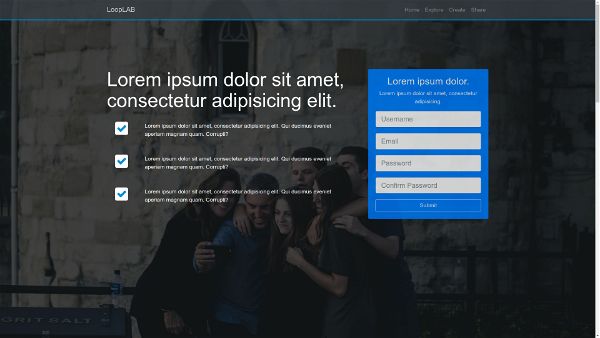 LoopLAB
Home Explore Create Share
Lorem ipsum dolor sit amet,
consectetur adipisicing elit.
Lorem ipsum dolor sit amet, consectetur adipisicing elit. Qui ducimus eveniet
aperiam magnam quam. Corrupti?
Lorem ipsum dolor sit amet, consectetur adipisicing elit. Qui ducimus eveniet
aperiam magnam quam. Corrupti?
Lorem ipsum dolor sit amet, consectetur adipisicing elit. Qui ducimus eveniet
aperiam magnam quam. Corrupti?
Lorem ipsum dolor.
Lorem ipsum dolor sit amet, consectetur
adipisicing.
Username
Email
Password
Confirm Password
Submit
GRIT SALT